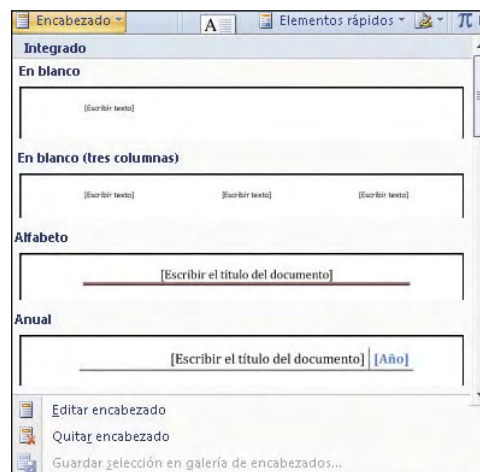 Encabezado A Elementos rápidos π
Integrado
En blanco
[Escribir texto]
En blanco (tres columnas)
[Escribir texto] [Escribir texto] [Escribir texto]
Alfabeto
[Escribir el título del documento]
Anual
[Escribir el título del documento] [Año]
Editar encabezado
Quitar encabezado
Guardar selección en galería de encabezados...